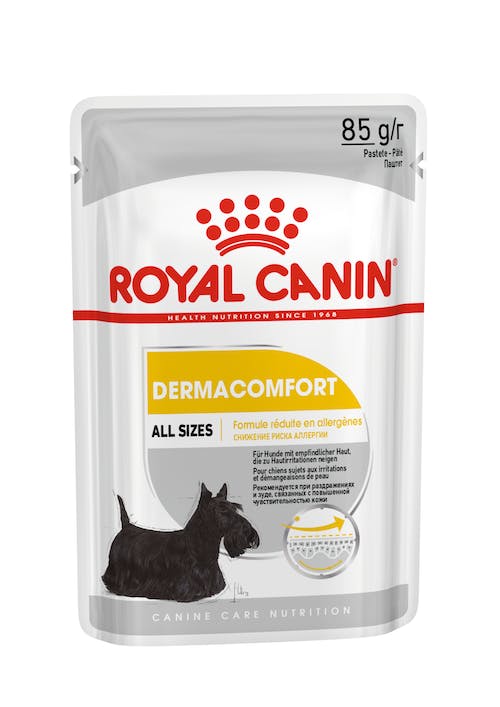 85 g/г
Pastete - Pâté
Паштет
ROYAL CANIN®
HEALTH NUTRITION SINCE 1968
DERMACOMFORT
ALL SIZES
Formule réduite en allergènes
СНИЖЕНИЕ РИСКА АЛЛЕРГИИ
Für Hunde mit empfindlicher Haut,
die zu Hautirritationen neigen
Pour chiens sujets aux irritations
et démangeaisons de peau
Рекомендуется при раздражениях
и зуде, связанных с повышенной
чувствительностью кожи
CANINE CARE NUTRITION